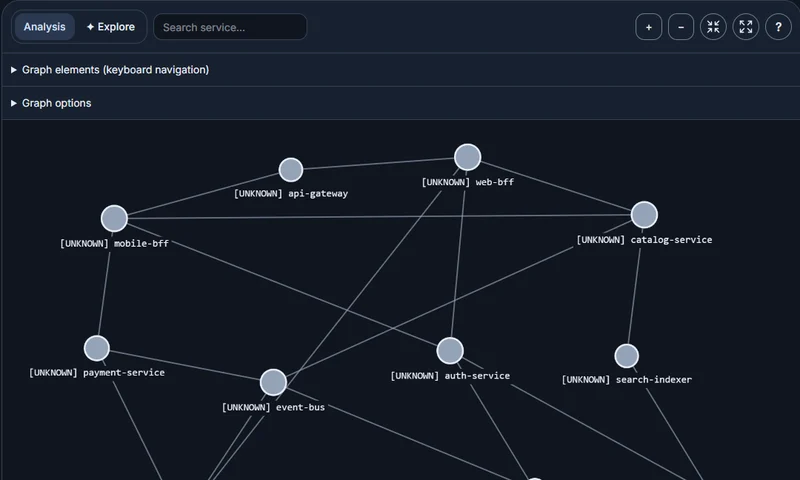 Analysis ✦ Explore Search service... + − ?
▶ Graph elements (keyboard navigation)
▶ Graph options
[UNKNOWN] web-bff
[UNKNOWN] api-gateway
[UNKNOWN] mobile-bff
[UNKNOWN] catalog-service
[UNKNOWN] payment-service
[UNKNOWN] auth-service
[UNKNOWN] search-indexer
[UNKNOWN] event-bus